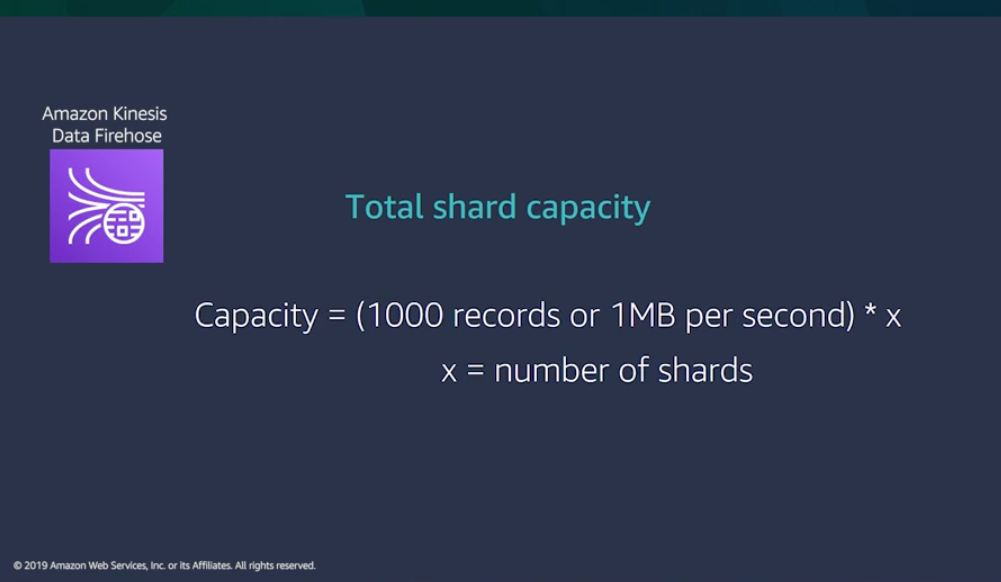 Amazon Kinesis
Data Firehose
Total shard capacity
Capacity = (1000 records or 1MB per second) * x
x = number of shards
© 2019 Amazon Web Services, Inc. or its Affiliates. All rights reserved.